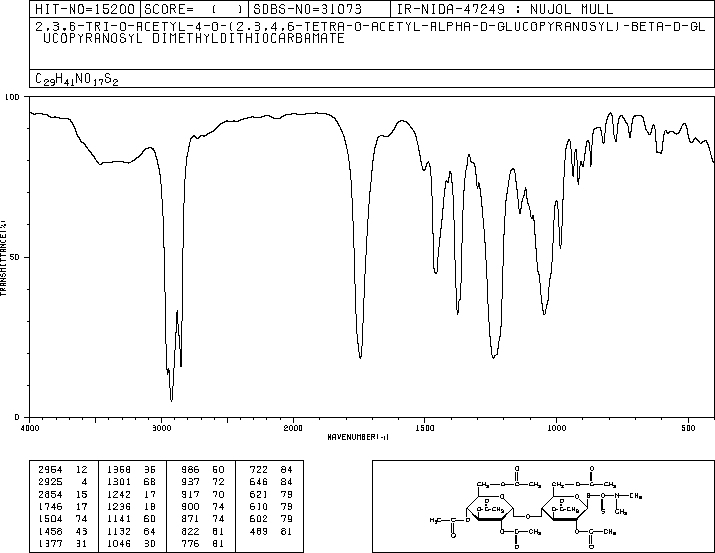 HIT-NO=15200 SCORE= ( ) SDBS-NO=31073 IR-NIDA-47249 : NUJOL MULL
2,3,6-TRI-O-ACETYL-4-O-(2,3,4,6-TETRA-O-ACETYL-ALPHA-D-GLUCOPYRANOSYL)-BETA-D-GL
UCOPYRANOSYL DIMETHYLDITHIOCARBAMATE
C29H41NO17S2
100
50
0
TRANSMITTANCE(%)
4000 3000 2000 1500 1000 500
WAVENUMBER(-1)
2964 12 1368 36 986 50 722 84
2925 4 1301 68 937 72 646 84
2854 15 1242 17 917 70 621 79
1746 17 1236 18 900 74 610 79
1504 74 1141 60 871 74 602 79
1458 43 1132 64 822 81 489 81
1377 31 1046 30 776 81